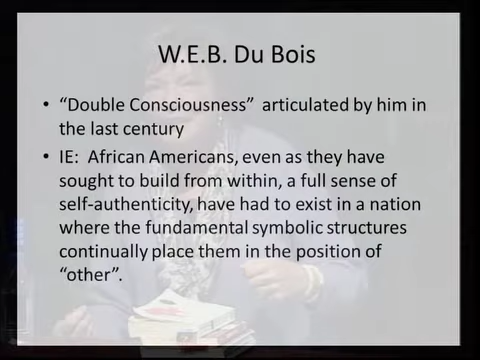 W.E.B. Du Bois
• “Double Consciousness” articulated by him in
the last century
• IE: African Americans, even as they have
sought to build from within, a full sense of
self-authenticity, have had to exist in a nation
where the fundamental symbolic structures
continually place them in the position of
“other”.